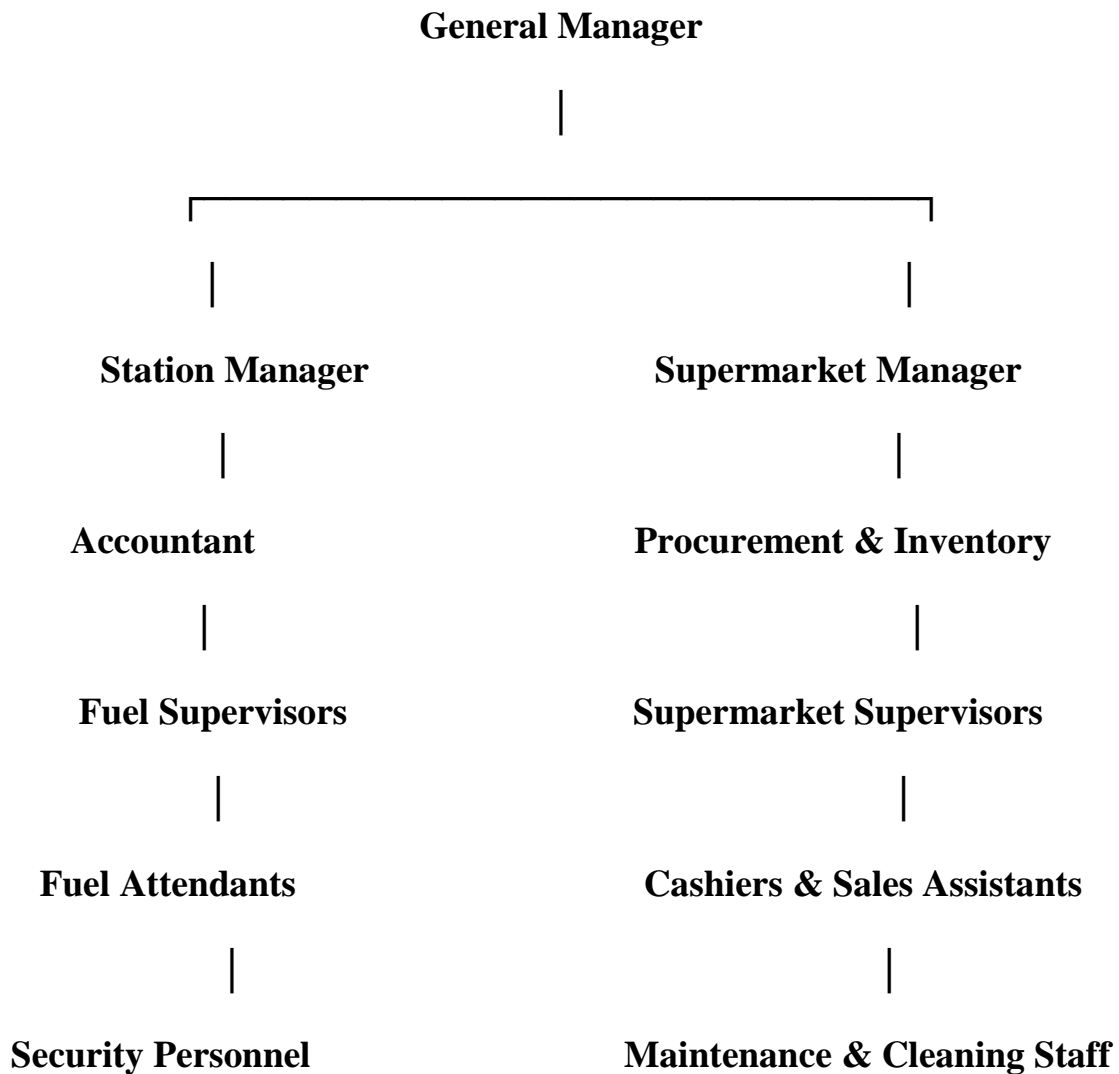 General Manager
Station Manager Supermarket Manager
Accountant Procurement & Inventory
Fuel Supervisors Supermarket Supervisors
Fuel Attendants Cashiers & Sales Assistants
Security Personnel Maintenance & Cleaning Staff